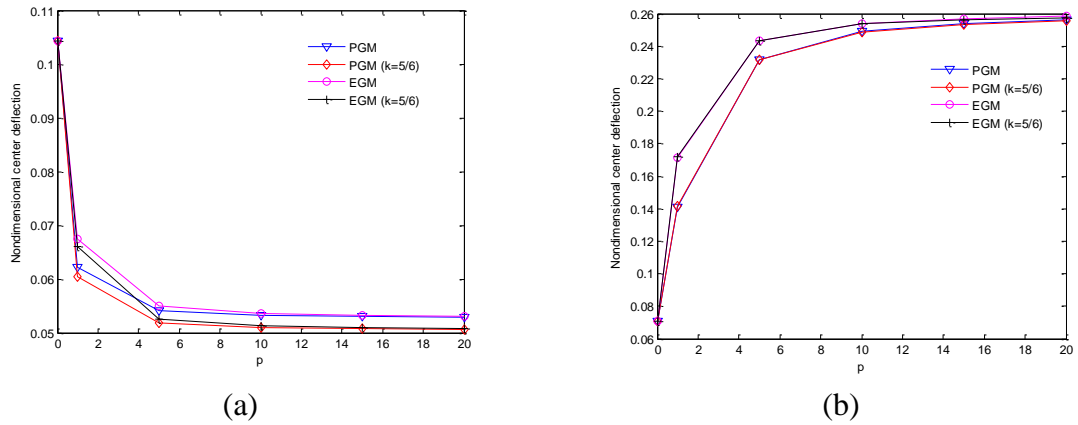 0.11
0.1
0.09
0.08
0.07
0.06
0.05
Nondimensional center deflection
0 2 4 6 8 10 12 14 16 18 20
p
PGM
PGM (k=5/6)
EGM
EGM (k=5/6)
(a)
0.26
0.24
0.22
0.20
0.18
0.16
0.14
0.12
0.10
0.08
0.06
Nondimensional center deflection
0 2 4 6 8 10 12 14 16 18 20
p
PGM
PGM (k=5/6)
EGM
EGM (k=5/6)
(b)